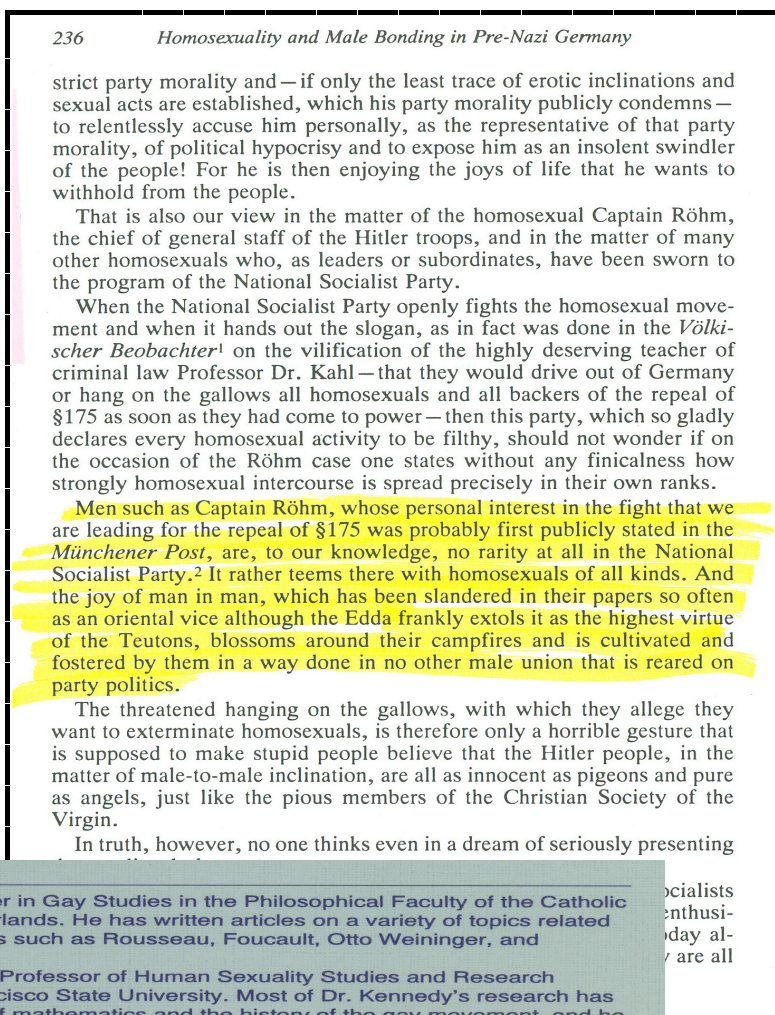 236 Homosexuality and Male Bonding in Pre-Nazi Germany
strict party morality and — if only the least trace of erotic inclinations and
sexual acts are established, which his party morality publicly condemns —
to relentlessly accuse him personally, as the representative of that party
morality, of political hypocrisy and to expose him as an insolent swindler
of the people! For he is then enjoying the joys of life that he wants to
withhold from the people.
That is also our view in the matter of the homosexual Captain Röhm,
the chief of general staff of the Hitler troops, and in the matter of many
other homosexuals who, as leaders or subordinates, have been sworn to
the program of the National Socialist Party.
When the National Socialist Party openly fights the homosexual move-
ment and when it hands out the slogan, as in fact was done in the Völki-
scher Beobachter¹ on the vilification of the highly deserving teacher of
criminal law Professor Dr. Kahl — that they would drive out of Germany
or hang on the gallows all homosexuals and all backers of the repeal of
§175 as soon as they had come to power — then this party, which so gladly
declares every homosexual activity to be filthy, should not wonder if on
the occasion of the Röhm case one states without any finicalness how
strongly homosexual intercourse is spread precisely in their own ranks.
Men such as Captain Röhm, whose personal interest in the fight that we
are leading for the repeal of §175 was probably first publicly stated in the
Münchener Post, are, to our knowledge, no rarity at all in the National
Socialist Party.² It rather teems there with homosexuals of all kinds. And
the joy of man in man, which has been slandered in their papers so often
as an oriental vice although the Edda frankly extols it as the highest virtue
of the Teutons, blossoms around their campfires and is cultivated and
fostered by them in a way done in no other male union that is reared on
party politics.
The threatened hanging on the gallows, with which they allege they
want to exterminate homosexuals, is therefore only a horrible gesture that
is supposed to make stupid people believe that the Hitler people, in the
matter of male-to-male inclination, are all as innocent as pigeons and pure
as angels, just like the pious members of the Christian Society of the
Virgin.
In truth, however, no one thinks even in a dream of seriously presenting
ocialists
enthusi-
day al-
are all
er in Gay Studies in the Philosophical Faculty of the Catholic
lands. He has written articles on a variety of topics related
s such as Rousseau, Foucault, Otto Weininger, and
Professor of Human Sexuality Studies and Research
cisco State University. Most of Dr. Kennedy's research has
of mathematics and the history of the gay movement, and he